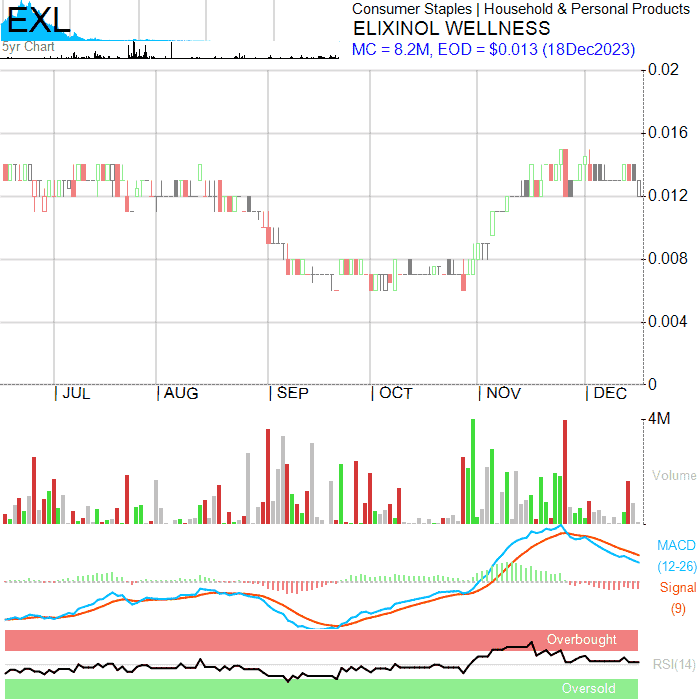 EXL
5yr Chart
Consumer Staples | Household & Personal Products
ELIXINOL WELLNESS
MC = 8.2M, EOD = $0.013 (18Dec2023)
0.02
0.016
0.012
0.008
0.004
0
| JUL | AUG | SEP | OCT | NOV | DEC
4M
Volume
MACD
(12-26)
Signal
(9)
Overbought
RSI(14)
Oversold